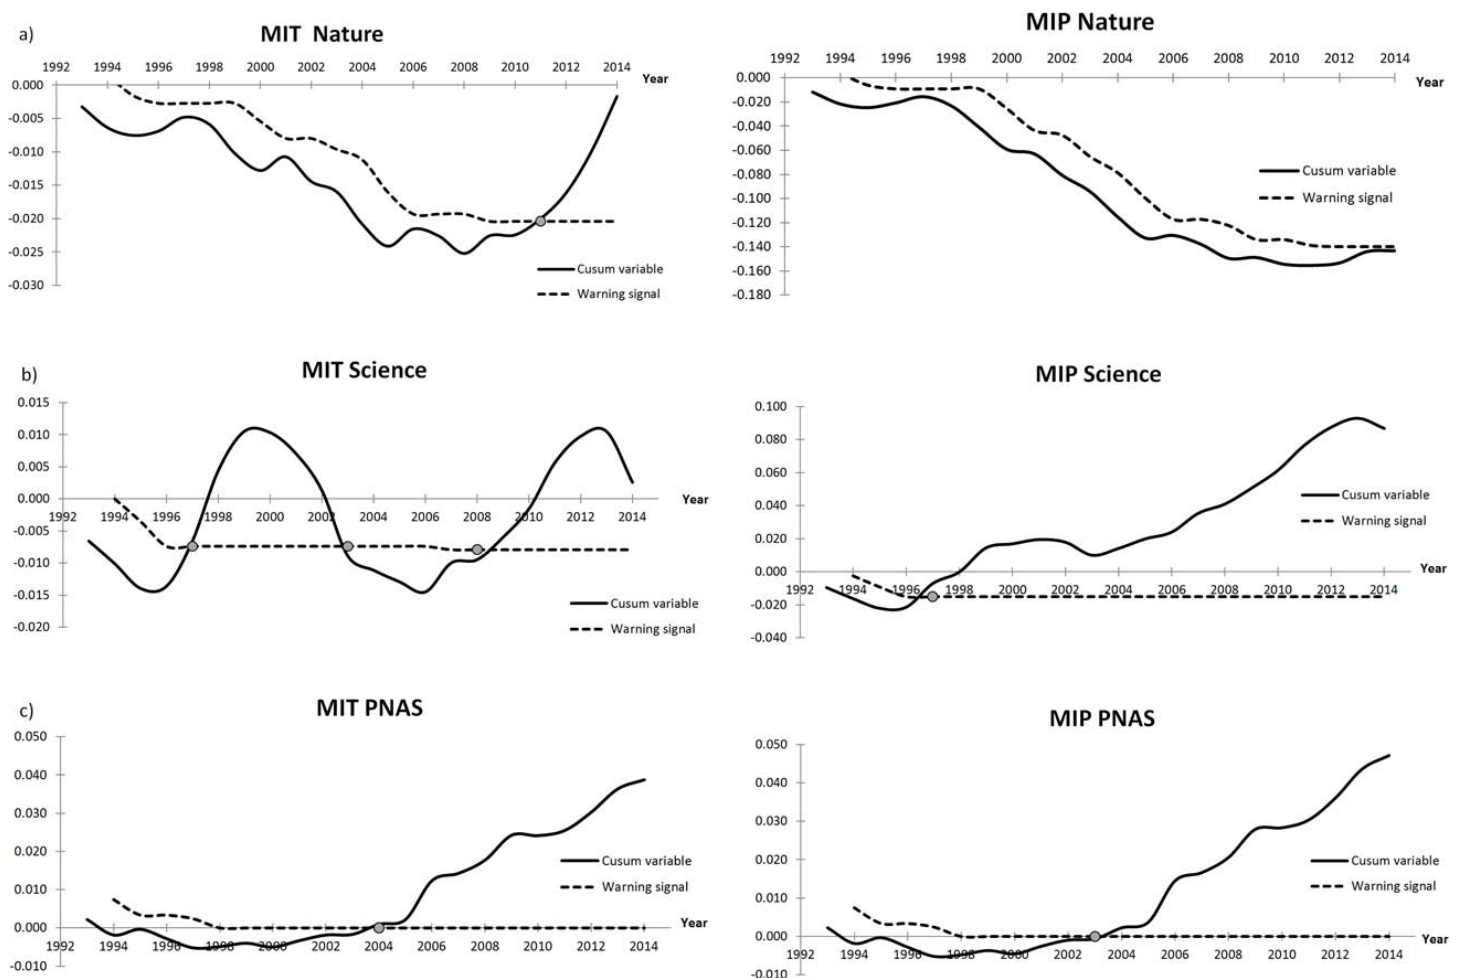 a)
MIT Nature
1992 1994 1996 1998 2000 2002 2004 2006 2008 2010 2012 2014
Year
0.000
-0.005
-0.010
-0.015
-0.020
-0.025
-0.030
Cusum variable
Warning signal
MIP Nature
1992 1994 1996 1998 2000 2002 2004 2006 2008 2010 2012 2014
Year
0.000
-0.020
-0.040
-0.060
-0.080
-0.100
-0.120
-0.140
-0.160
-0.180
Cusum variable
Warning signal
b)
MIT Science
0.015
0.010
0.005
0.000
-0.005
-0.010
-0.015
-0.020
Year
1992 1994 1996 1998 2000 2002 2004 2006 2008 2010 2012 2014
Cusum variable
Warning signal
MIP Science
0.100
0.080
0.060
0.040
0.020
0.000
-0.020
-0.040
Cusum variable
Warning signal
Year
1992 1994 1996 1998 2000 2002 2004 2006 2008 2010 2012 2014
c)
MIT PNAS
0.050
0.040
0.030
0.020
0.010
0.000
-0.010
Cusum variable
Warning signal
Year
1992 1994 1996 1998 2000 2002 2004 2006 2008 2010 2012 2014
MIP PNAS
0.050
0.040
0.030
0.020
0.010
0.000
-0.010
Cusum variable
Warning signal
Year
1992 1994 1996 1998 2000 2002 2004 2006 2008 2010 2012 2014